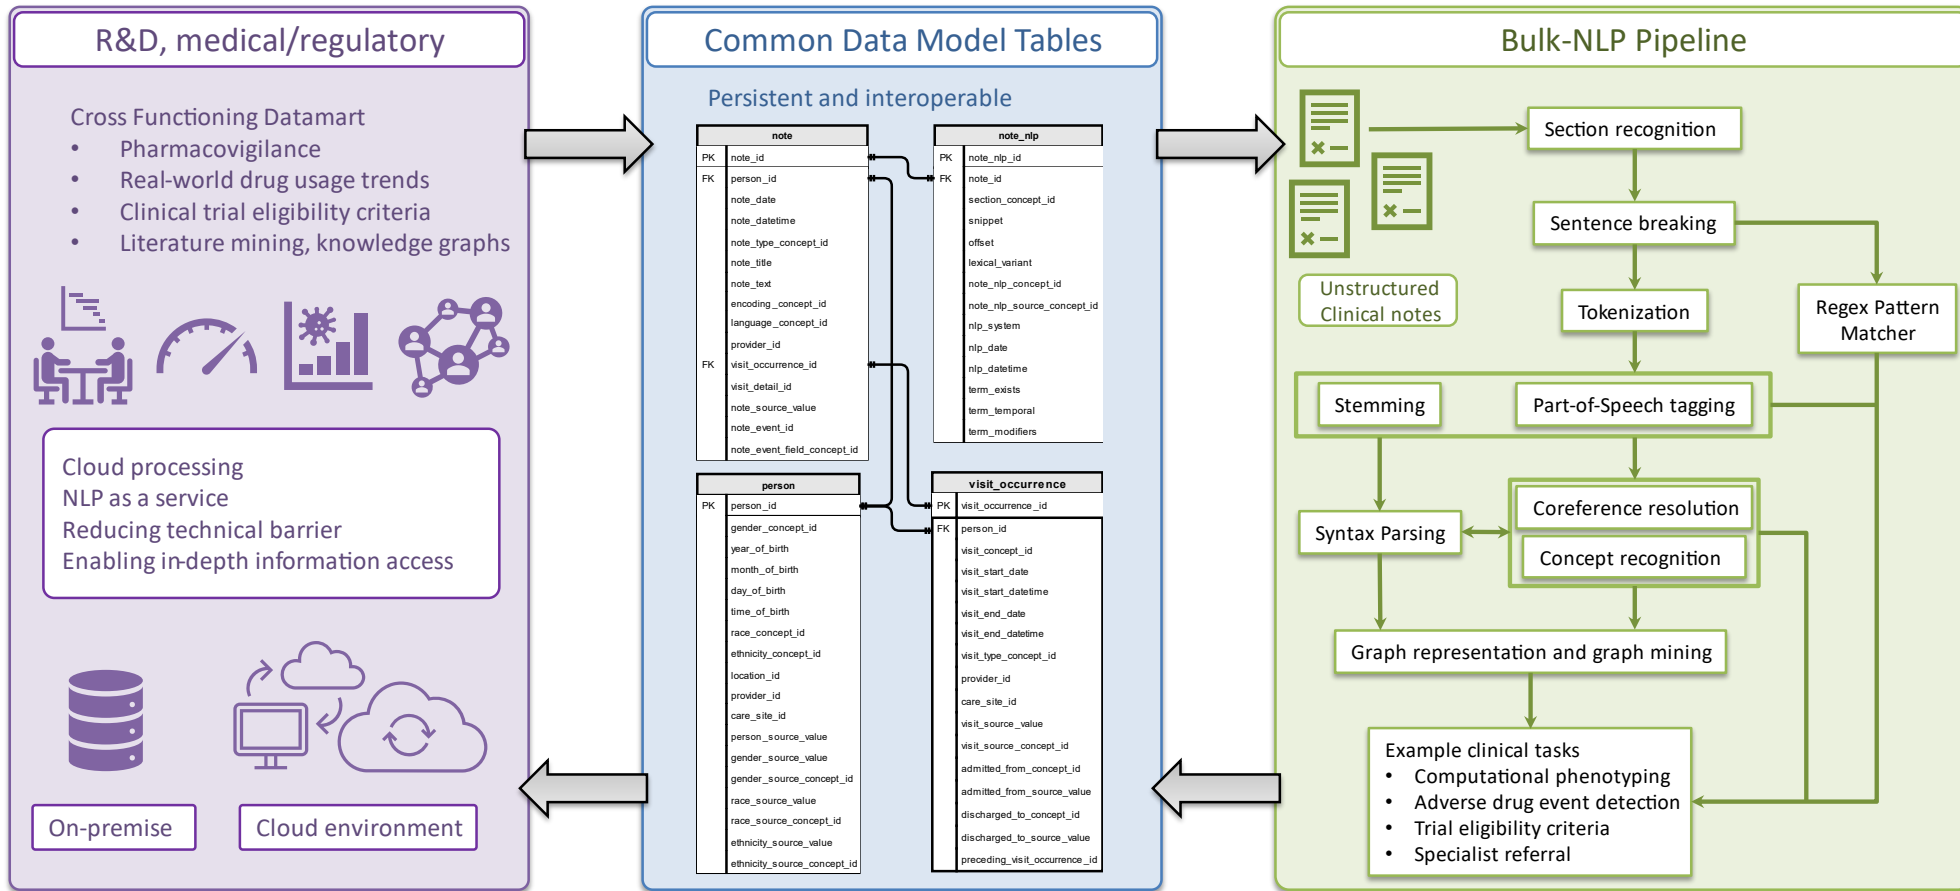 R&D, medical/regulatory
Cross Functioning Datamart
• Pharmacovigilance
• Real-world drug usage trends
• Clinical trial eligibility criteria
• Literature mining, knowledge graphs
Cloud processing
NLP as a service
Reducing technical barrier
Enabling in-depth information access
On-premise
Cloud environment
Common Data Model Tables
Persistent and interoperable
note
PK note_id
FK person_id
note_date
note_datetime
note_type_concept_id
note_title
note_text
encoding_concept_id
language_concept_id
provider_id
FK visit_occurrence_id
visit_detail_id
note_source_value
note_event_id
note_event_field_concept_id
note_nlp
PK note_nlp_id
FK note_id
section_concept_id
snippet
offset
lexical_variant
note_nlp_concept_id
note_nlp_source_concept_id
nlp_system
nlp_date
nlp_datetime
term_exists
term_temporal
term_modifiers
person
PK person_id
gender_concept_id
year_of_birth
month_of_birth
day_of_birth
time_of_birth
race_concept_id
ethnicity_concept_id
location_id
provider_id
care_site_id
person_source_value
gender_source_value
gender_source_concept_id
race_source_value
race_source_concept_id
ethnicity_source_value
ethnicity_source_concept_id
visit_occurrence
PK visit_occurrence_id
FK person_id
visit_concept_id
visit_start_date
visit_start_datetime
visit_end_date
visit_end_datetime
visit_type_concept_id
provider_id
care_site_id
visit_source_value
visit_source_concept_id
admitted_from_concept_id
admitted_from_source_value
discharged_to_concept_id
discharged_to_source_value
preceding_visit_occurrence_id
Bulk-NLP Pipeline
Unstructured
Clinical notes
Section recognition
Sentence breaking
Tokenization
Regex Pattern
Matcher
Stemming
Part-of-Speech tagging
Syntax Parsing
Coreference resolution
Concept recognition
Graph representation and graph mining
Example clinical tasks
• Computational phenotyping
• Adverse drug event detection
• Trial eligibility criteria
• Specialist referral